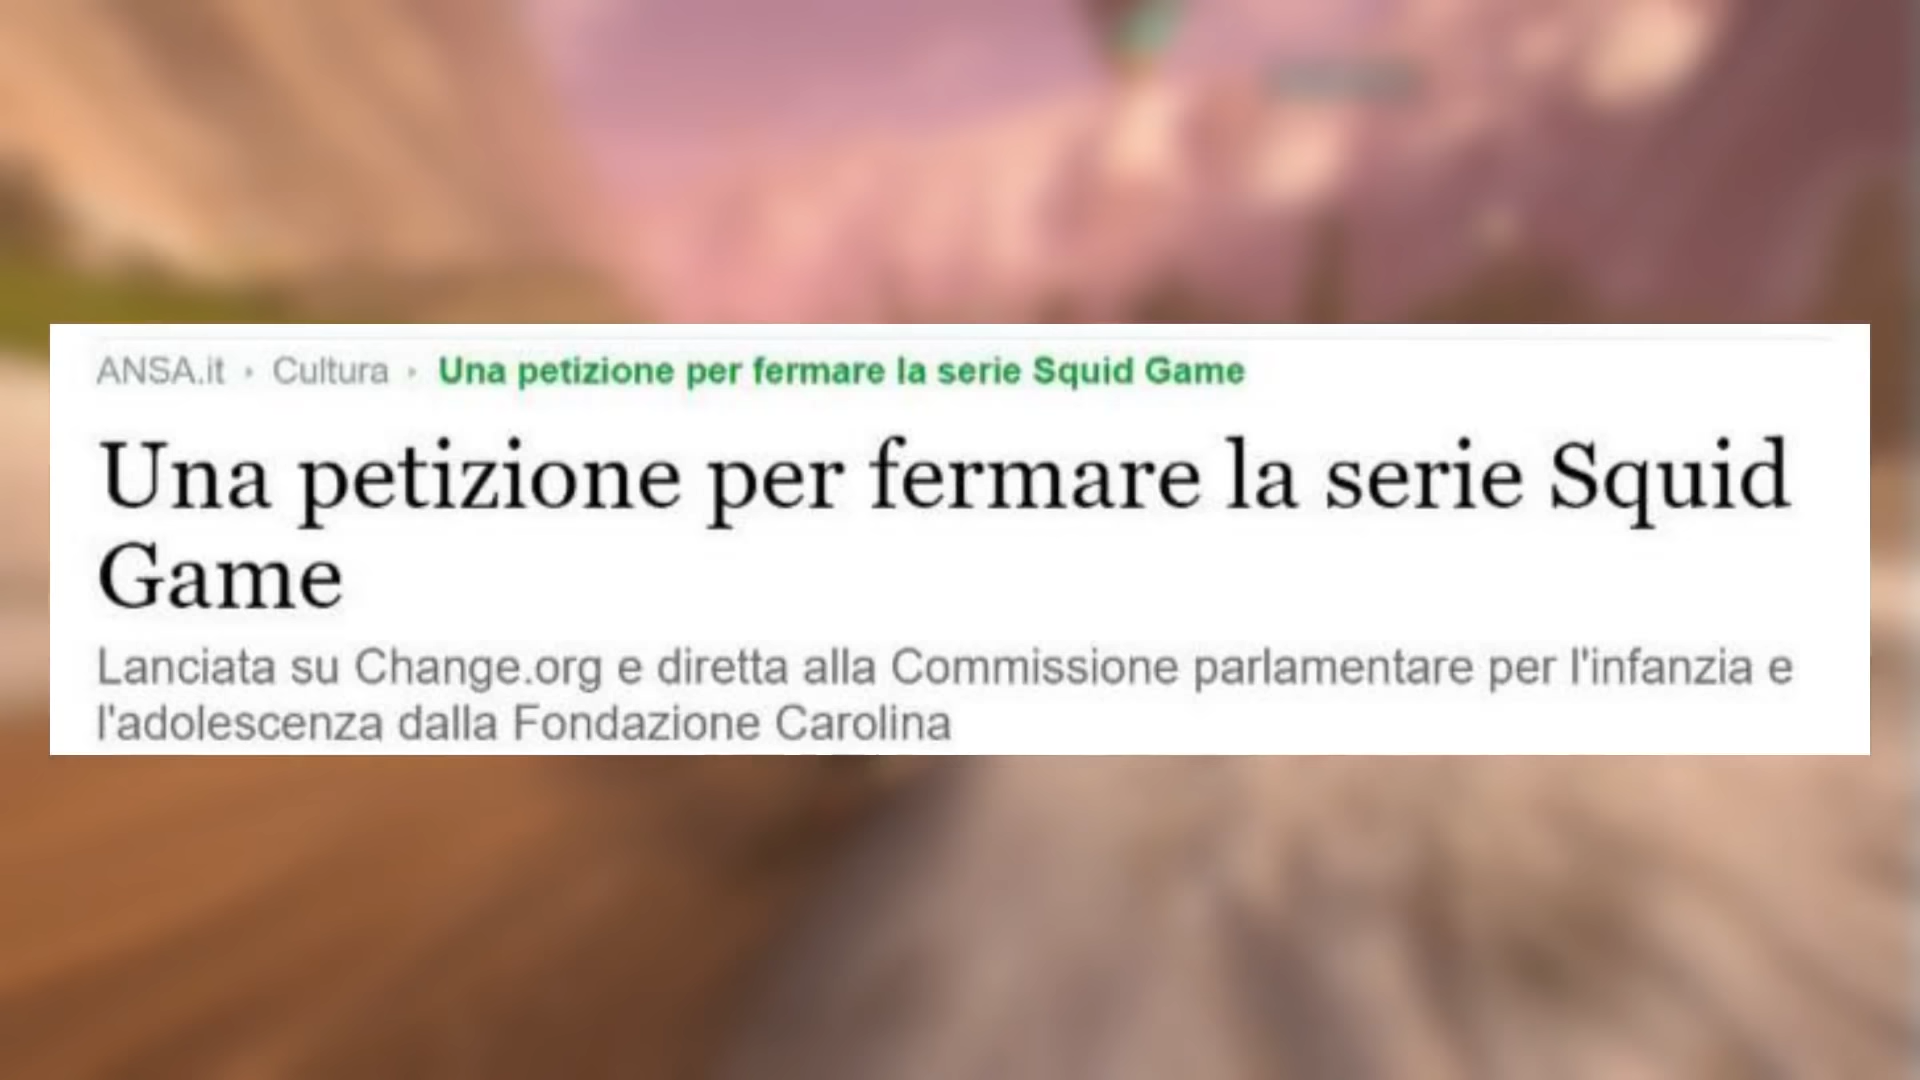 ANSA.it › Cultura › Una petizione per fermare la serie Squid Game
Una petizione per fermare la serie Squid
Game
Lanciata su Change.org e diretta alla Commissione parlamentare per l'infanzia e
l'adolescenza dalla Fondazione Carolina